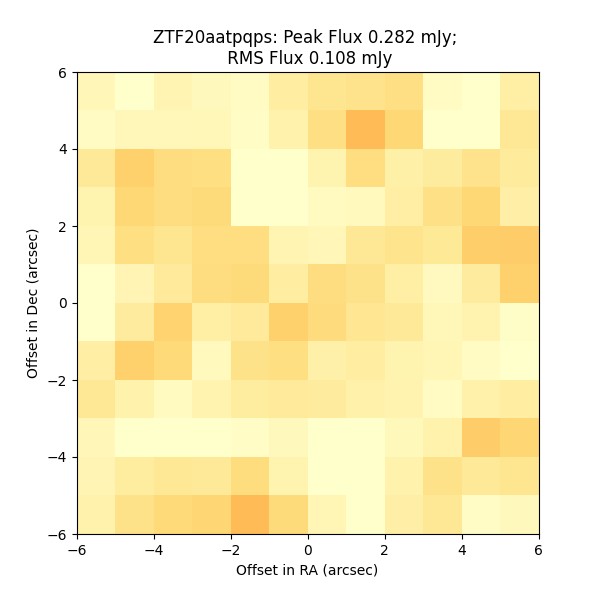 ZTF20aatpqps: Peak Flux 0.282 mJy;
RMS Flux 0.108 mJy
6
4
2
0
−2
−4
−6
Offset in Dec (arcsec)
−6 −4 −2 0 2 4 6
Offset in RA (arcsec)